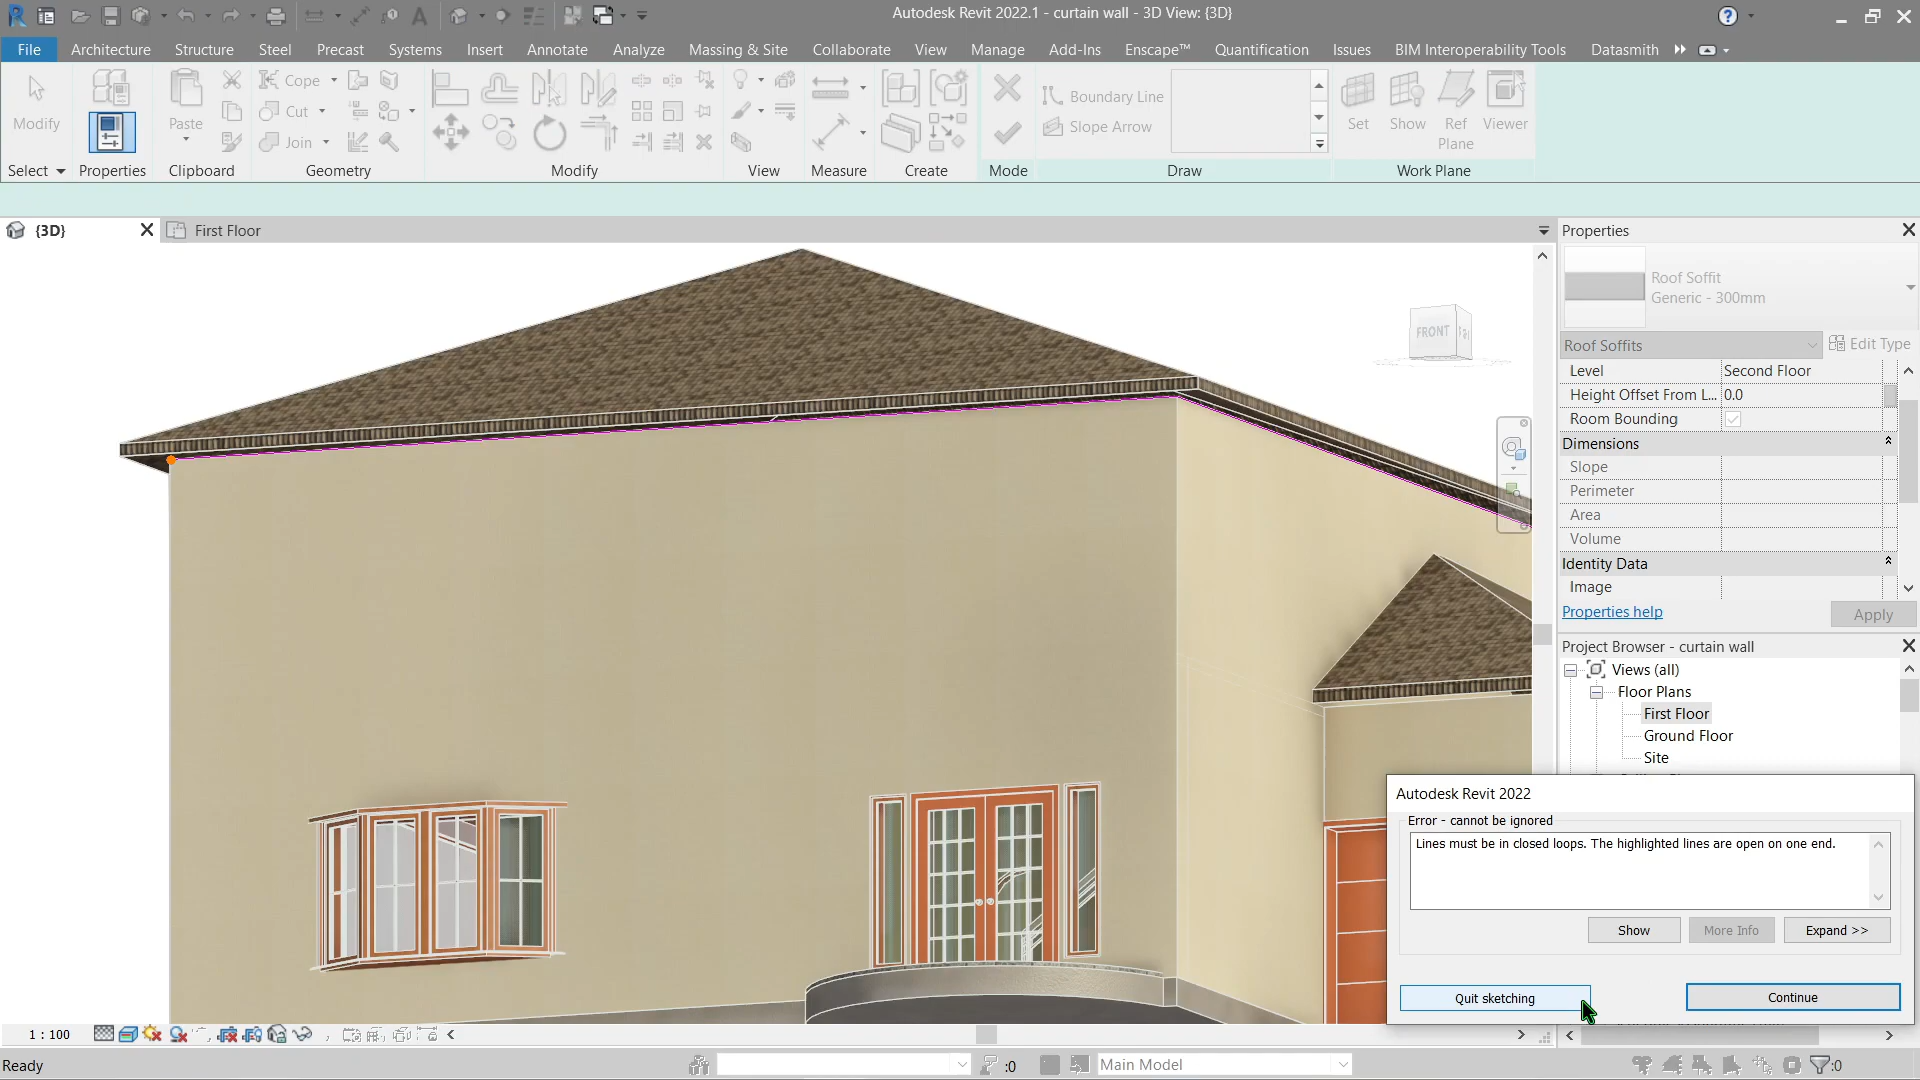 Autodesk Revit 2022.1 - curtain wall - 3D View: {3D}
File Architecture Structure Steel Precast Systems Insert Annotate Analyze Massing & Site Collaborate View Manage Add-Ins Enscape™ Quantification Issues BIM Interoperability Tools Datasmith
Modify
Paste
Cope
Cut
Join
Boundary Line
Slope Arrow
Set
Show
Ref
Plane
Viewer
Select Properties Clipboard Geometry Modify View Measure Create Mode Draw Work Plane
{3D}
First Floor
FRONT
Properties
Roof Soffit
Generic - 300mm
Roof Soffits
Edit Type
Level Second Floor
Height Offset From L... 0.0
Room Bounding
Dimensions
Slope
Perimeter
Area
Volume
Identity Data
Image
Properties help
Apply
Project Browser - curtain wall
Views (all)
Floor Plans
First Floor
Ground Floor
Site
Autodesk Revit 2022
Error - cannot be ignored
Lines must be in closed loops. The highlighted lines are open on one end.
Show
More Info
Expand >>
Quit sketching
Continue
1 : 100
Ready
:0
Main Model
:0